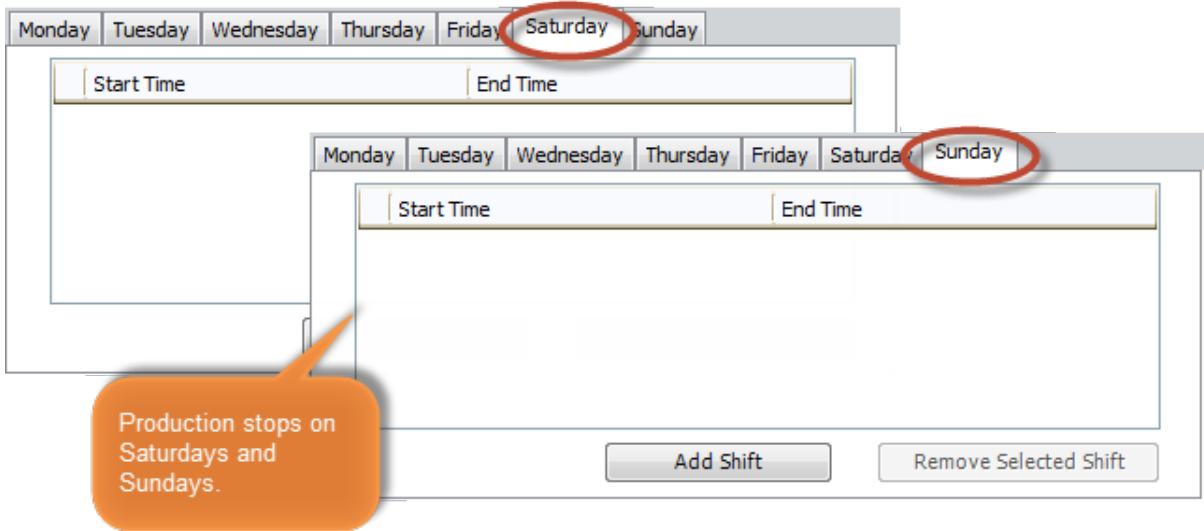 Monday Tuesday Wednesday Thursday Friday Saturday Sunday
Start Time End Time
Monday Tuesday Wednesday Thursday Friday Saturday Sunday
Start Time End Time
Production stops on
Saturdays and
Sundays.
Add Shift Remove Selected Shift